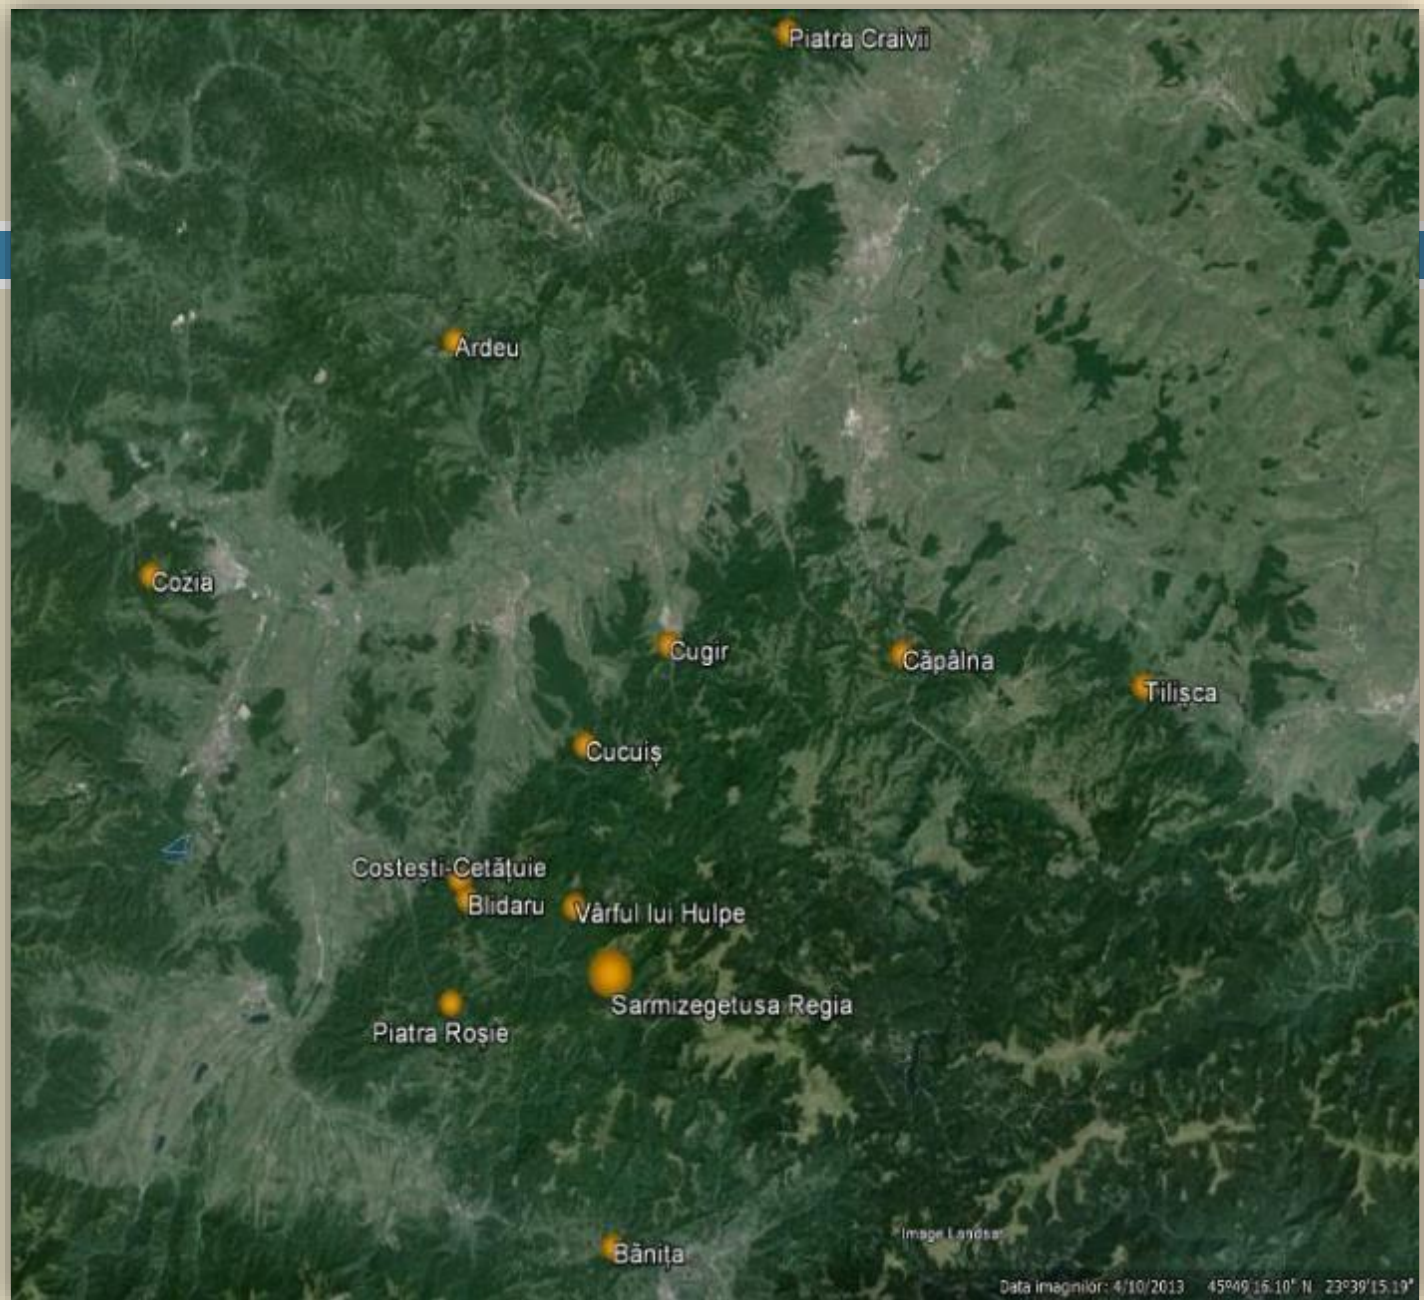 Piatra Craivii
Ardeu
Cozia
Cugir
Căpâlna
Tilișca
Cucuiș
Costești-Cetățuie
Blidaru
Vârful lui Hulpe
Sarmizegetusa Regia
Piatra Roșie
Bănița
Image Landsat
Data imaginilor: 4/10/2013 45°49'16.10" N 23°39'15.19"